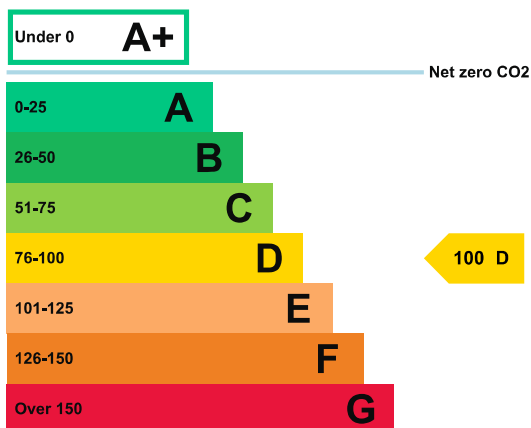 Under 0 A+
Net zero CO2
0-25 A
26-50 B
51-75 C
76-100 D
100 D
101-125 E
126-150 F
Over 150 G